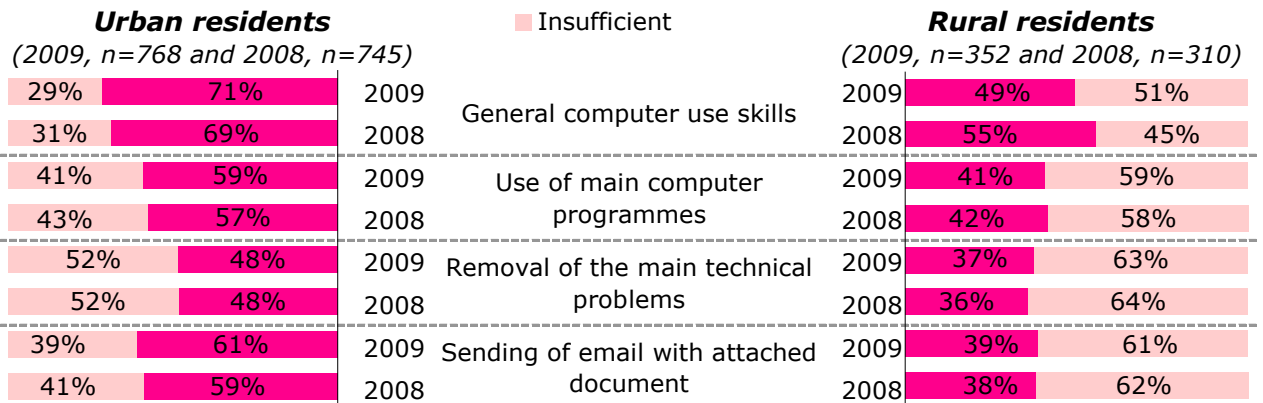 Urban residents
Insufficient
Rural residents
(2009, n=768 and 2008, n=745)
(2009, n=352 and 2008, n=310)
29% 71% 2009
General computer use skills
2009 49% 51%
31% 69% 2008
2008 55% 45%
41% 59% 2009
Use of main computer
programmes
2009 41% 59%
43% 57% 2008
2008 42% 58%
52% 48% 2009
Removal of the main technical
problems
2009 37% 63%
52% 48% 2008
2008 36% 64%
39% 61% 2009
Sending of email with attached
document
2009 39% 61%
41% 59% 2008
2008 38% 62%